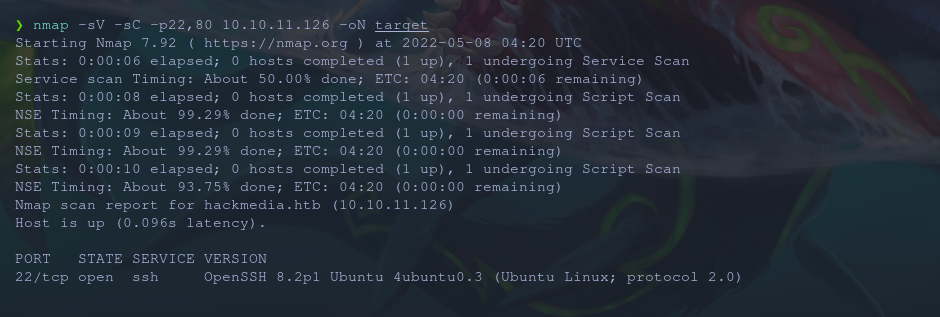 ❯ nmap -sV -sC -p22,80 10.10.11.126 -oN target
Starting Nmap 7.92 ( https://nmap.org ) at 2022-05-08 04:20 UTC
Stats: 0:00:06 elapsed; 0 hosts completed (1 up), 1 undergoing Service Scan
Service scan Timing: About 50.00% done; ETC: 04:20 (0:00:06 remaining)
Stats: 0:00:08 elapsed; 0 hosts completed (1 up), 1 undergoing Script Scan
NSE Timing: About 99.29% done; ETC: 04:20 (0:00:00 remaining)
Stats: 0:00:09 elapsed; 0 hosts completed (1 up), 1 undergoing Script Scan
NSE Timing: About 99.29% done; ETC: 04:20 (0:00:00 remaining)
Stats: 0:00:10 elapsed; 0 hosts completed (1 up), 1 undergoing Script Scan
NSE Timing: About 93.75% done; ETC: 04:20 (0:00:00 remaining)
Nmap scan report for hackmedia.htb (10.10.11.126)
Host is up (0.096s latency).
PORT   STATE SERVICE VERSION
22/tcp open  ssh     OpenSSH 8.2p1 Ubuntu 4ubuntu0.3 (Ubuntu Linux; protocol 2.0)